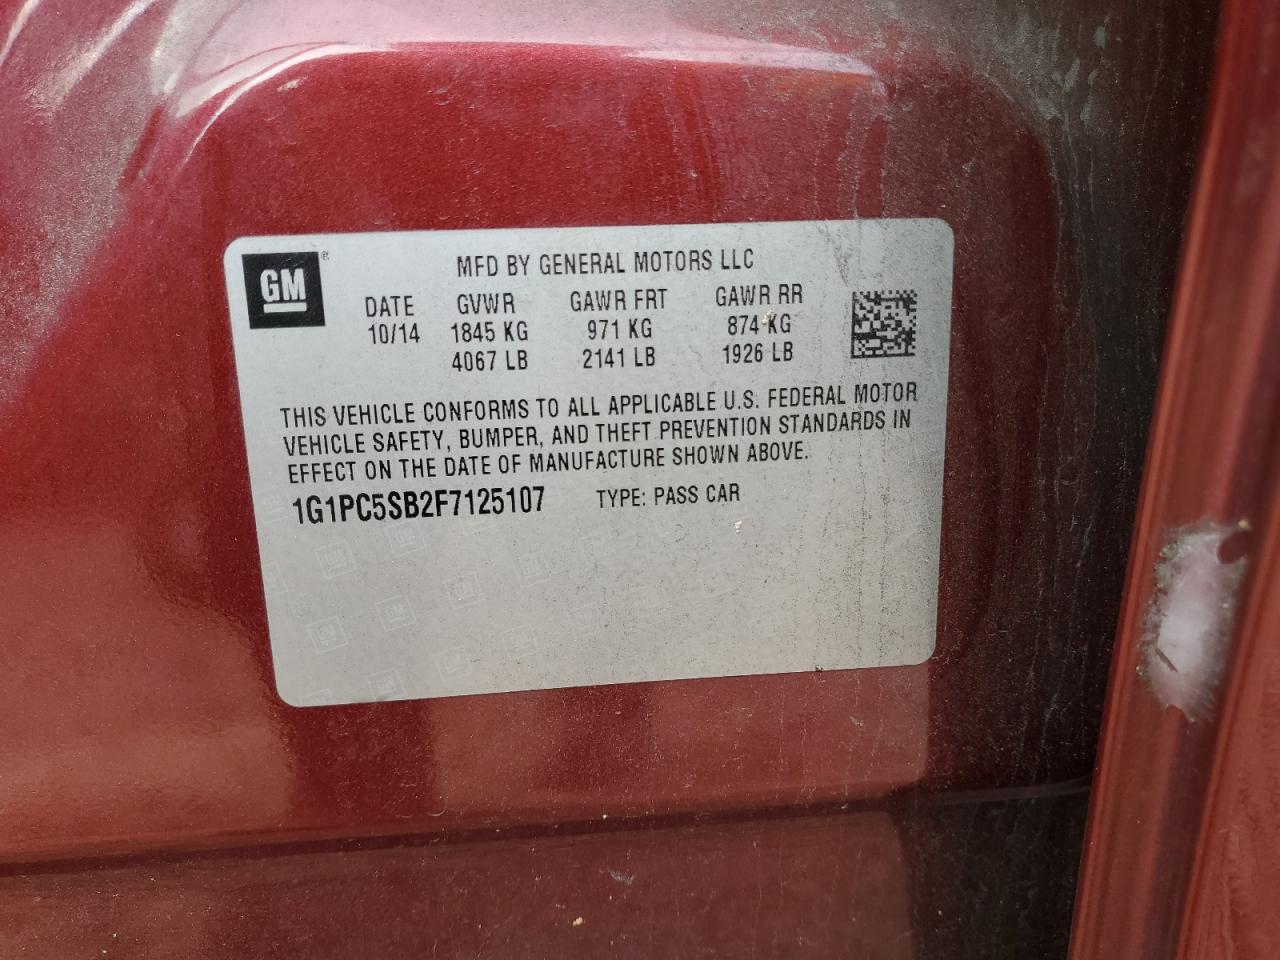 GM ®
MFD BY GENERAL MOTORS LLC
DATE GVWR GAWR FRT GAWR RR
10/14 1845 KG 971 KG 874 KG
4067 LB 2141 LB 1926 LB
THIS VEHICLE CONFORMS TO ALL APPLICABLE U.S. FEDERAL MOTOR
VEHICLE SAFETY, BUMPER, AND THEFT PREVENTION STANDARDS IN
EFFECT ON THE DATE OF MANUFACTURE SHOWN ABOVE.
1G1PC5SB2F7125107 TYPE: PASS CAR